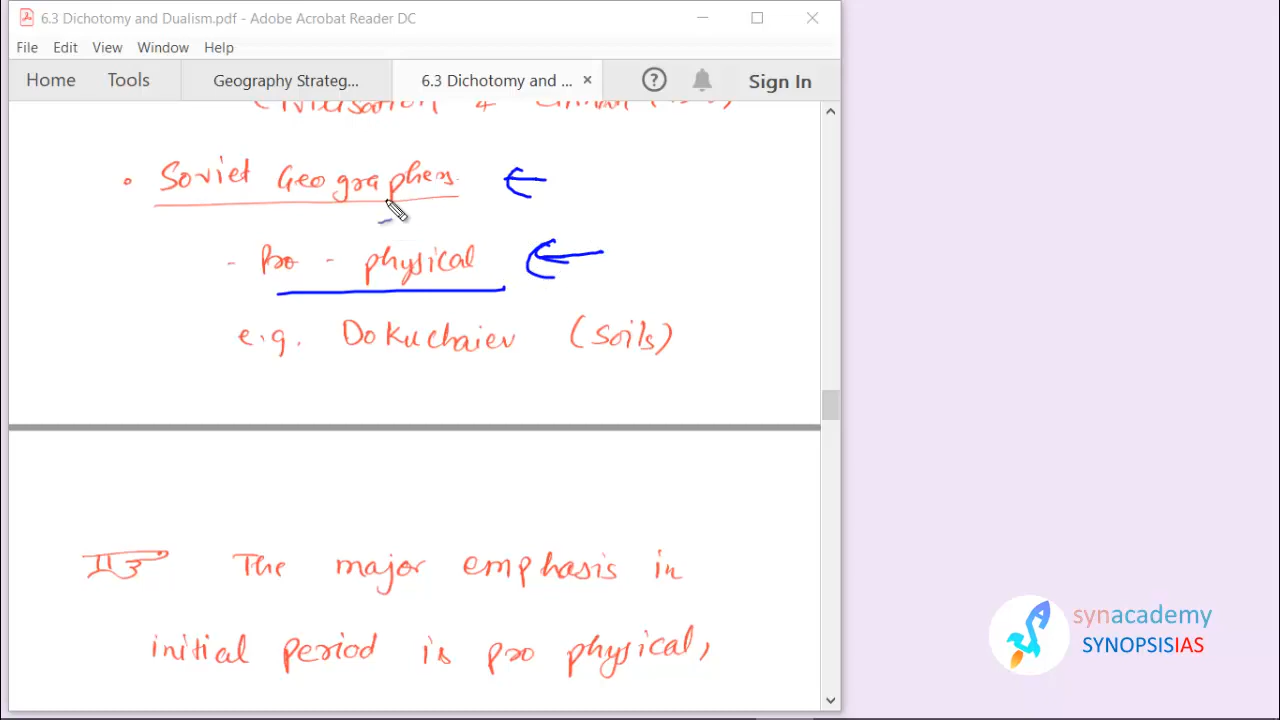 6.3 Dichotomy and Dualism.pdf - Adobe Acrobat Reader DC
File Edit View Window Help
Home Tools Geography Strateg... 6.3 Dichotomy and ... × ? Sign In
• Soviet Geographers
- Pro - physical
e.g. Dokuchaiev (Soils)
The major emphasis in
initial period is pro physical,
synacademy
SYNOPSISIAS